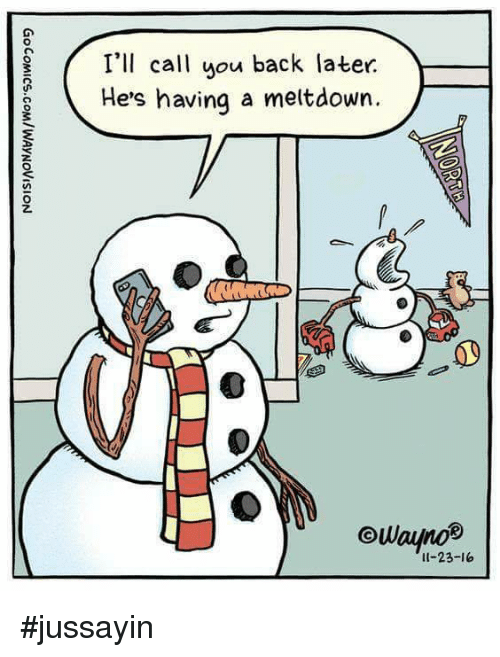 GoComics.com/WAYNOVISION
I'll call you back later.
He's having a meltdown.
NORTH
©Wayno®
11-23-16
#jussayin